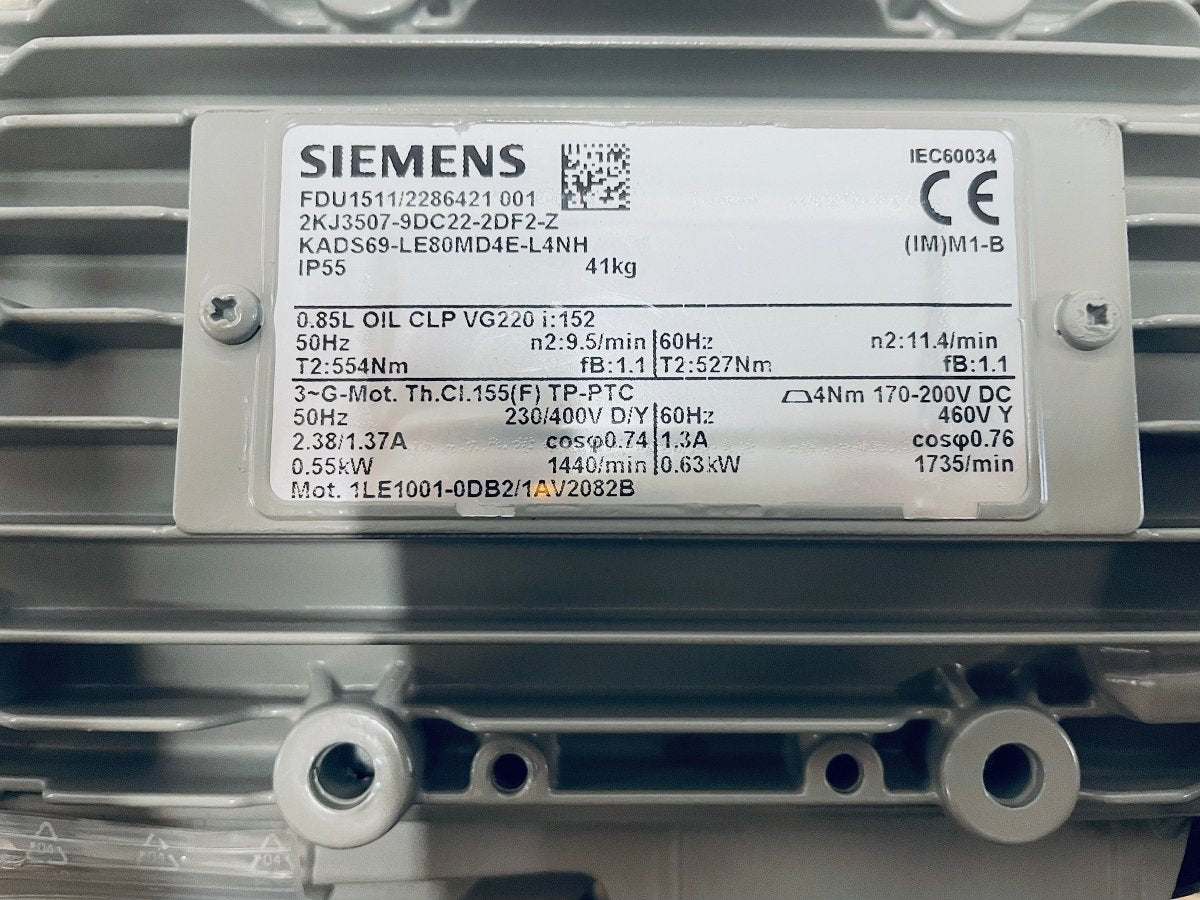 SIEMENS
IEC60034
FDU1511/2286421 001
CE
2KJ3507-9DC22-2DF2-Z
KADS69-LE80MD4E-L4NH
(IM)M1-B
IP55 41kg
0.85L OIL CLP VG220 i:152
50Hz n2:9.5/min 60Hz n2:11.4/min
T2:554Nm fB:1.1 T2:527Nm fB:1.1
3~G-Mot. Th.Cl.155(F) TP-PTC 4Nm 170-200V DC
50Hz 230/400V D/Y 60Hz 460V Y
2.38/1.37A cosφ0.74 1.3A cosφ0.76
0.55kW 1440/min 0.63kW 1735/min
Mot. 1LE1001-0DB2/1AV2082B
04 04 04